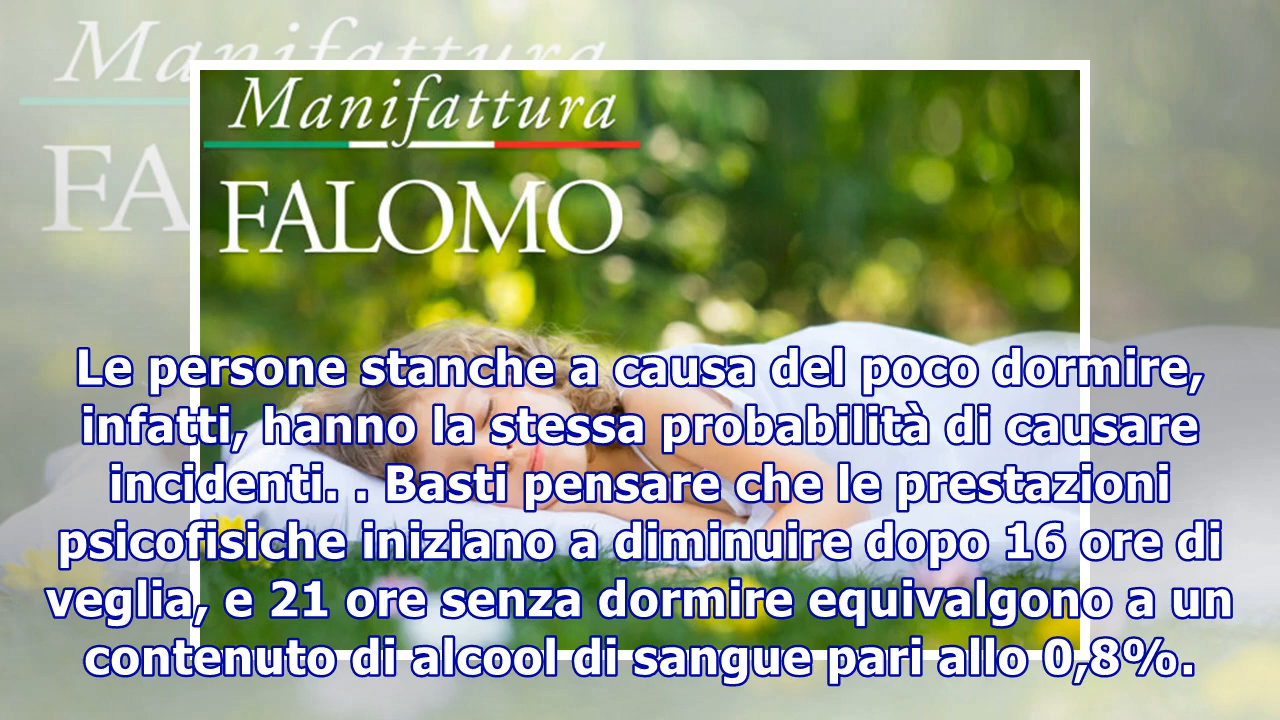 Manifattura
FA
Manifattura
FALOMO
Le persone stanche a causa del poco dormire,
infatti, hanno la stessa probabilità di causare
incidenti. . Basti pensare che le prestazioni
psicofisiche iniziano a diminuire dopo 16 ore di
veglia, e 21 ore senza dormire equivalgono a un
contenuto di alcool di sangue pari allo 0,8%.